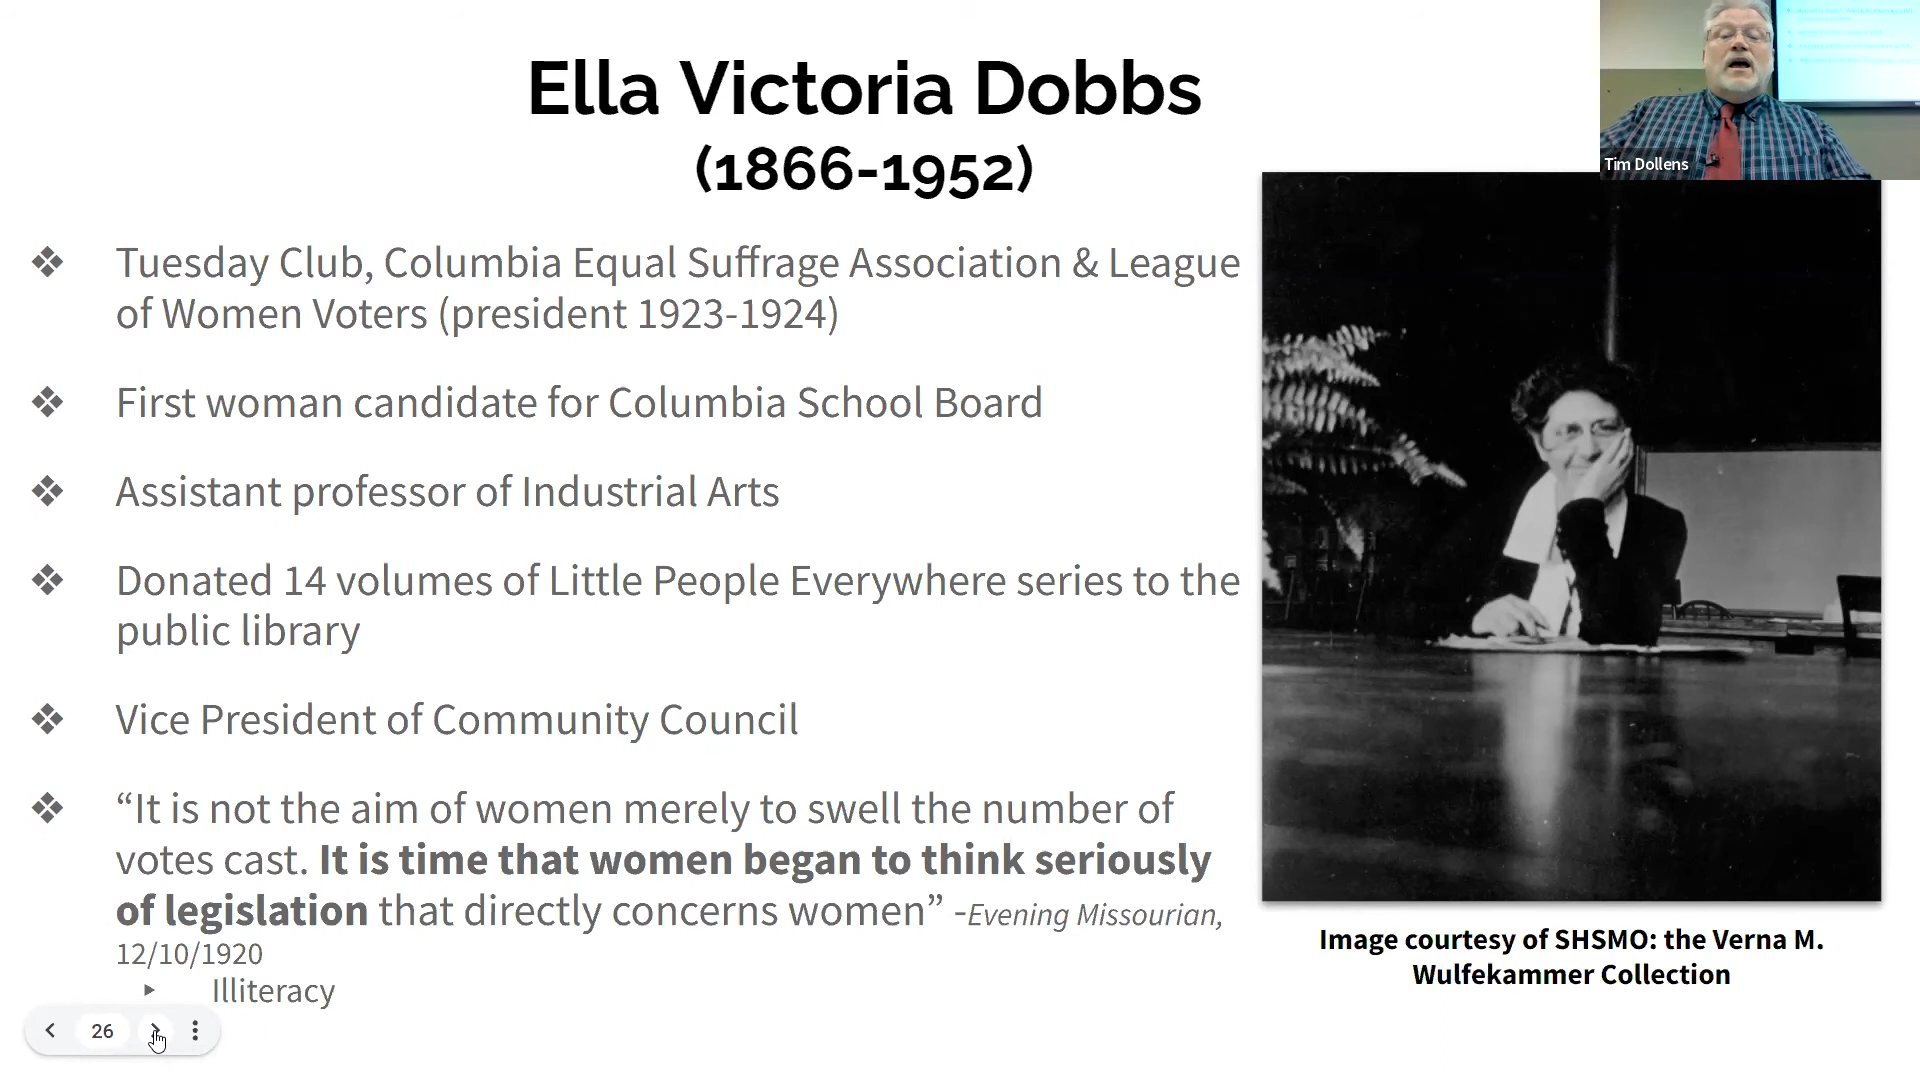 Ella Victoria Dobbs
(1866-1952)
Tim Dollens
❖ Tuesday Club, Columbia Equal Suffrage Association & League
of Women Voters (president 1923-1924)
❖ First woman candidate for Columbia School Board
❖ Assistant professor of Industrial Arts
❖ Donated 14 volumes of Little People Everywhere series to the
public library
❖ Vice President of Community Council
❖ “It is not the aim of women merely to swell the number of
votes cast. It is time that women began to think seriously
of legislation that directly concerns women” -Evening Missourian,
12/10/1920
‣ Illiteracy
Image courtesy of SHSMO: the Verna M.
Wulfekammer Collection
26